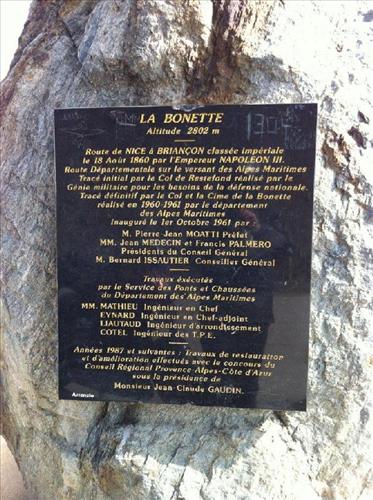 LA BONETTE
Altitude 2802 m
1304
Route de NICE à BRIANÇON classée impériale
le 18 Août 1860 par l'Empereur NAPOLEON III.
Route Départementale sur le versant des Alpes Maritimes
Tracé initial par le Col de Restefond réalisé par le
Génie militaire pour les besoins de la défense nationale.
Tracé définitif par le Col et la Cime de la Bonette
réalisé en 1960-1961 par le département
des Alpes Maritimes
inauguré le 1er Octobre 1961 par :
M. Pierre Jean MOATTI Préfet
MM. Jean MEDECIN et Francis PALMERO
Présidents du Conseil Général
M. Bernard ISSAUTIER Conseiller Général
Travaux éxécutés
par le Service des Ponts et Chaussées
du Département des Alpes Maritimes
MM. MATHIEU Ingénieur en Chef
EYNARD Ingénieur en Chef-adjoint
LIAUTAUD Ingénieur d'arrondissement
COTEL Ingénieur des T.P.E.
Années 1987 et suivantes : Travaux de restauration
et d'amélioration effectués avec le concours du
Conseil Régional Provence-Alpes-Côte d'Azur
sous la présidence de
Monsieur Jean-Claude GAUDIN.